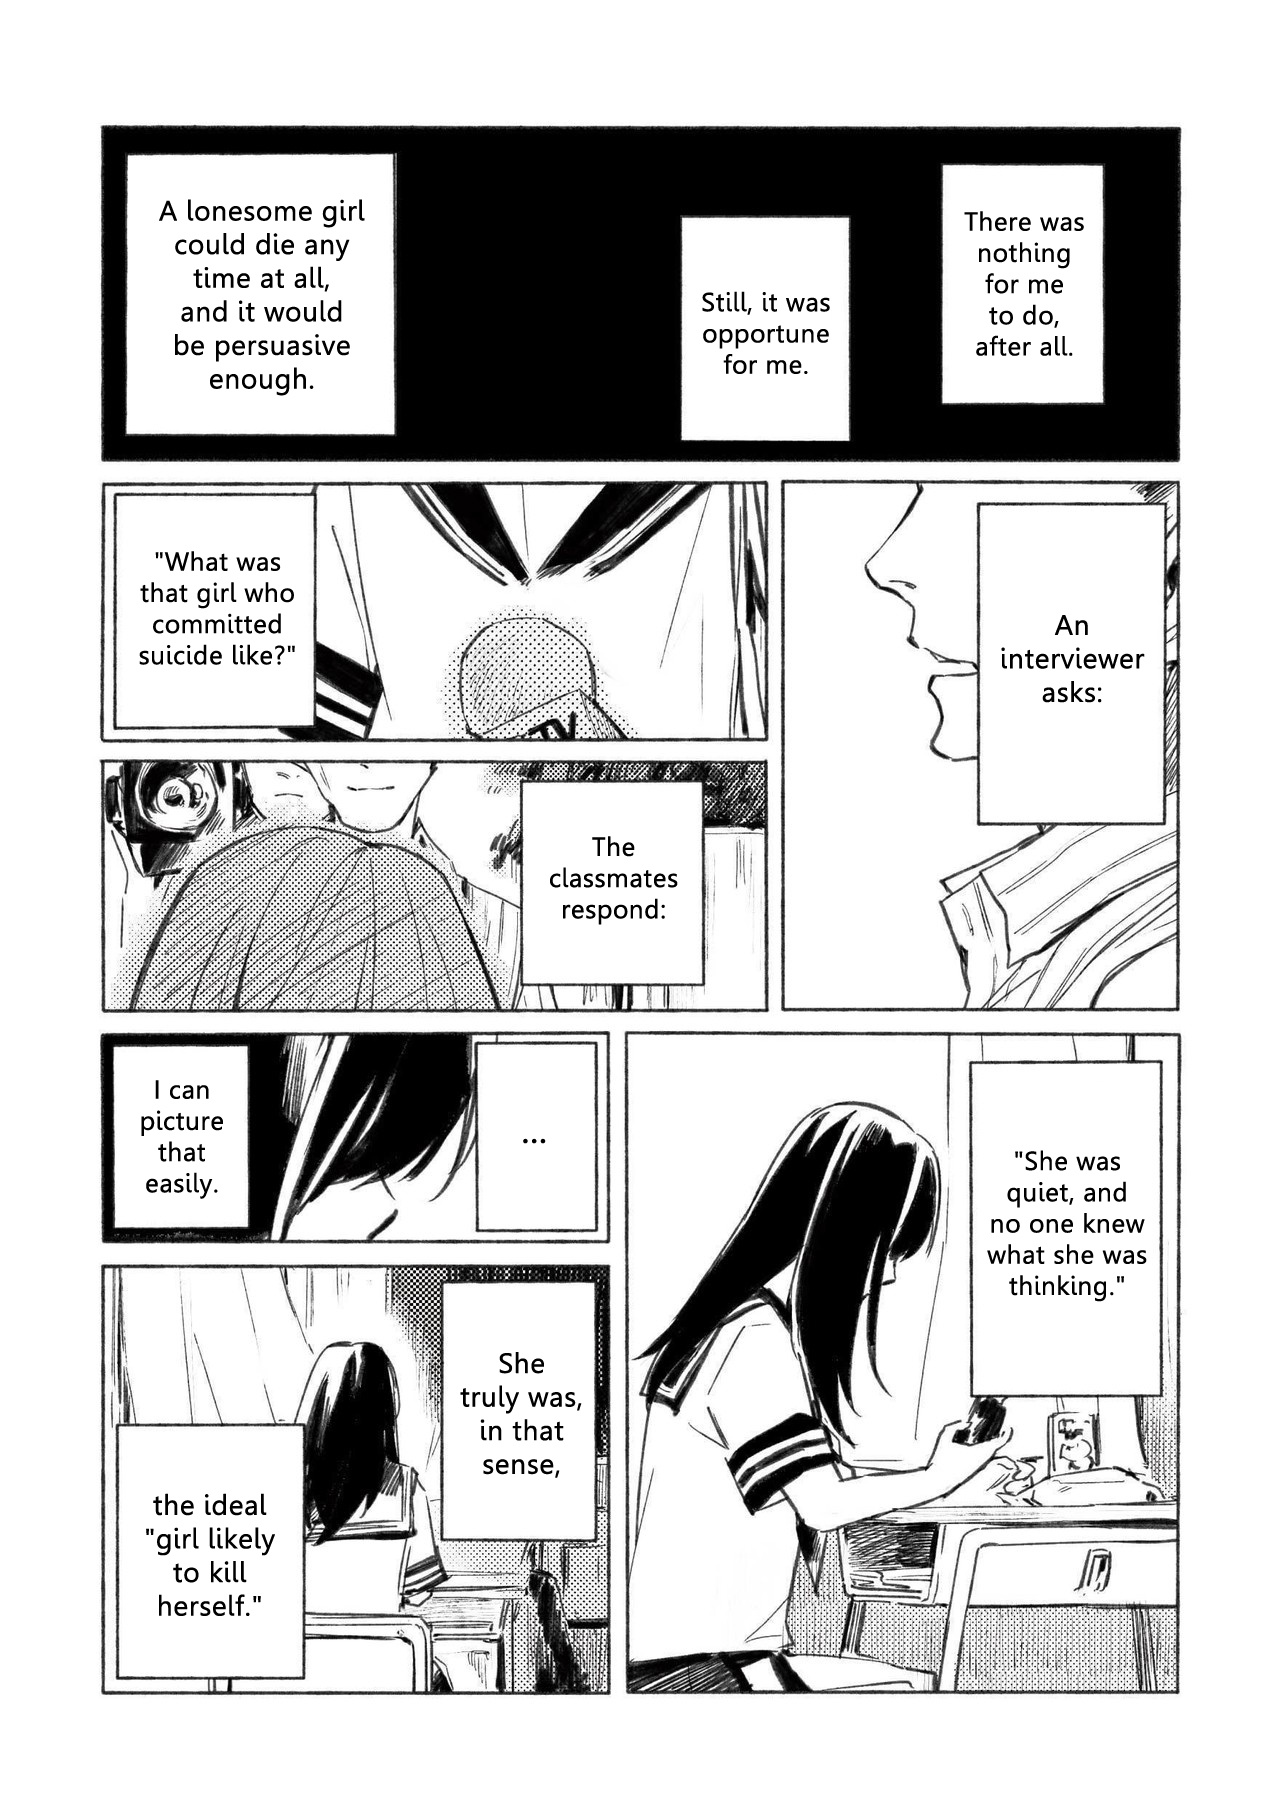 There was
nothing
for me
to do,
after all.
Still, it was
opportune
for me.
A lonesome girl
could die any
time at all,
and it would
be persuasive
enough.
An
interviewer
asks:
"What was
that girl who
committed
suicide like?"
TV
The
classmates
respond:
"She was
quiet, and
no one knew
what she was
thinking."
...
I can
picture
that
easily.
She
truly was,
in that
sense,
the ideal
"girl likely
to kill
herself."